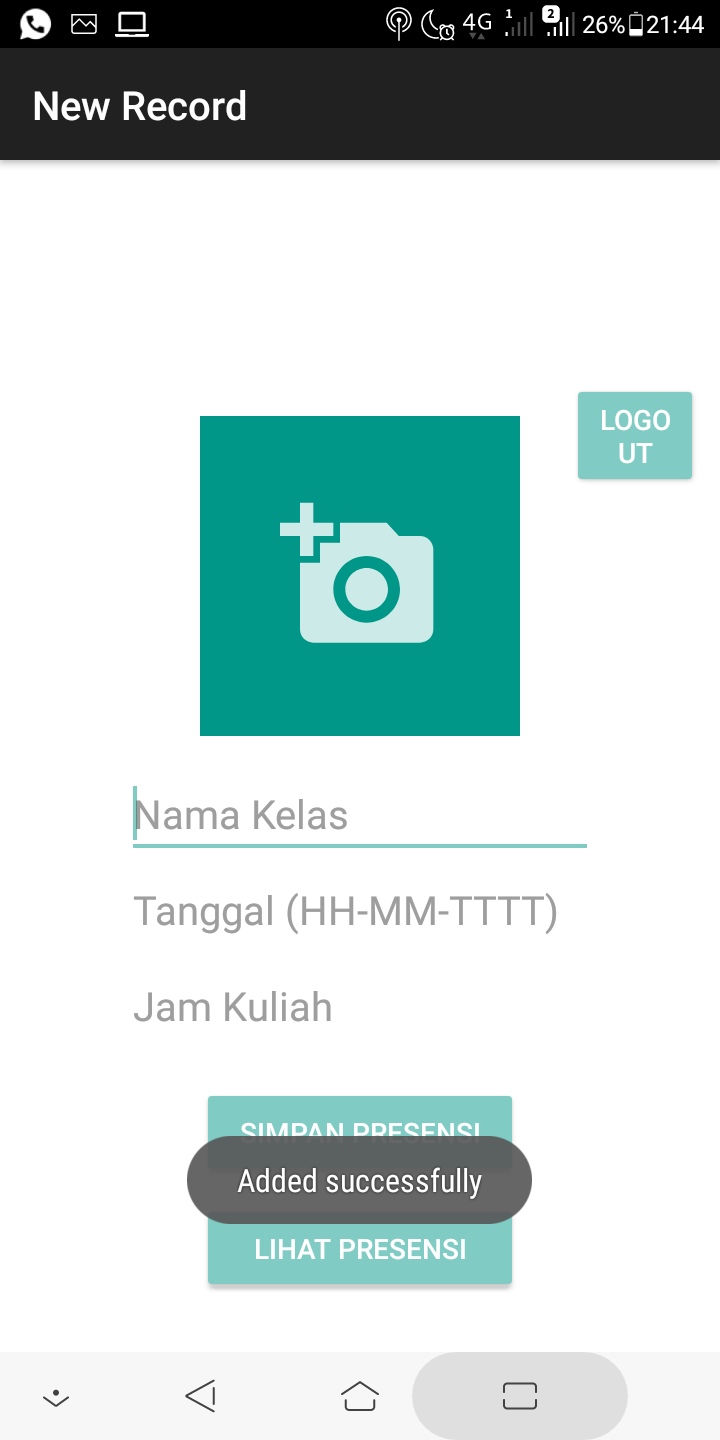 4G 1 2 26% 21:44
New Record
LOGO
UT
Nama Kelas
Tanggal (HH-MM-TTTT)
Jam Kuliah
SIMPAN PRESENSI
Added successfully
LIHAT PRESENSI